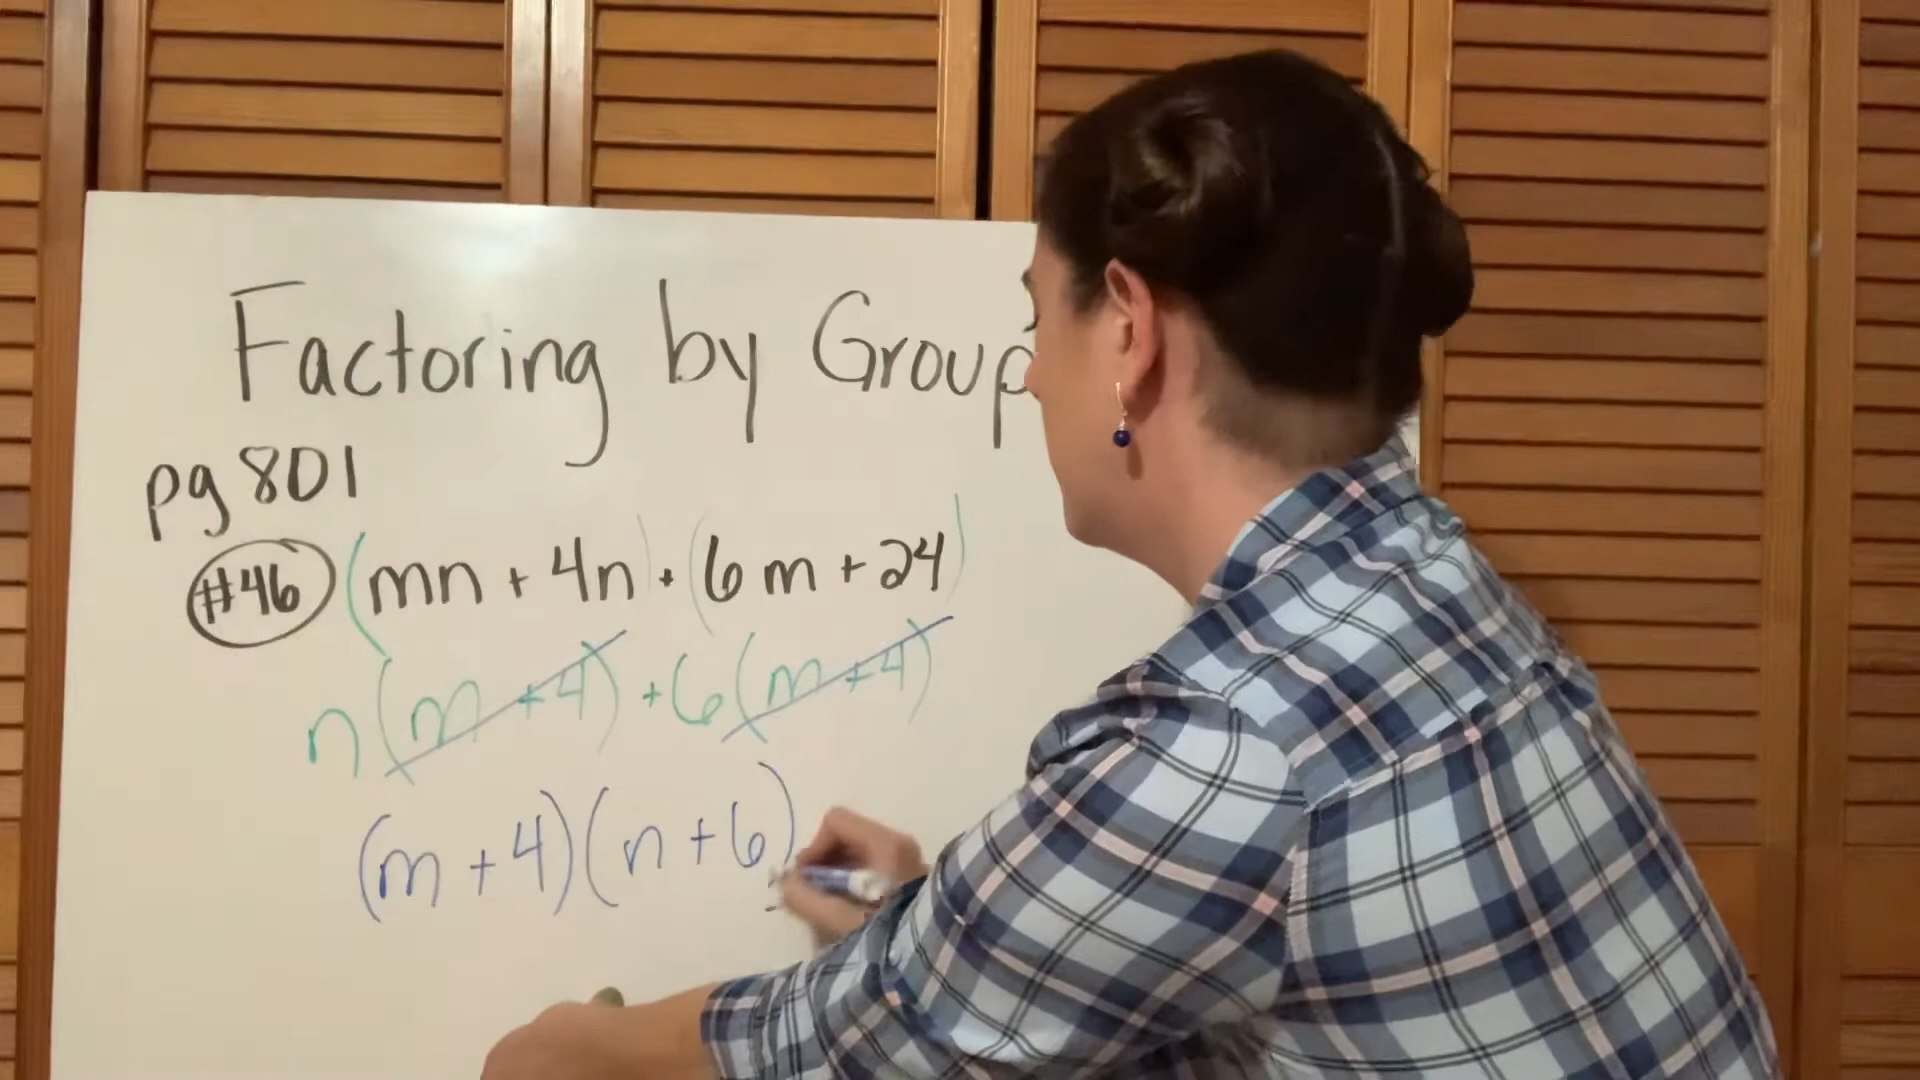 Factoring by Group
pg 801
#46 (mn + 4n) + (6m + 24)
n(m + 4) + 6(m + 4)
(m + 4)(n + 6)